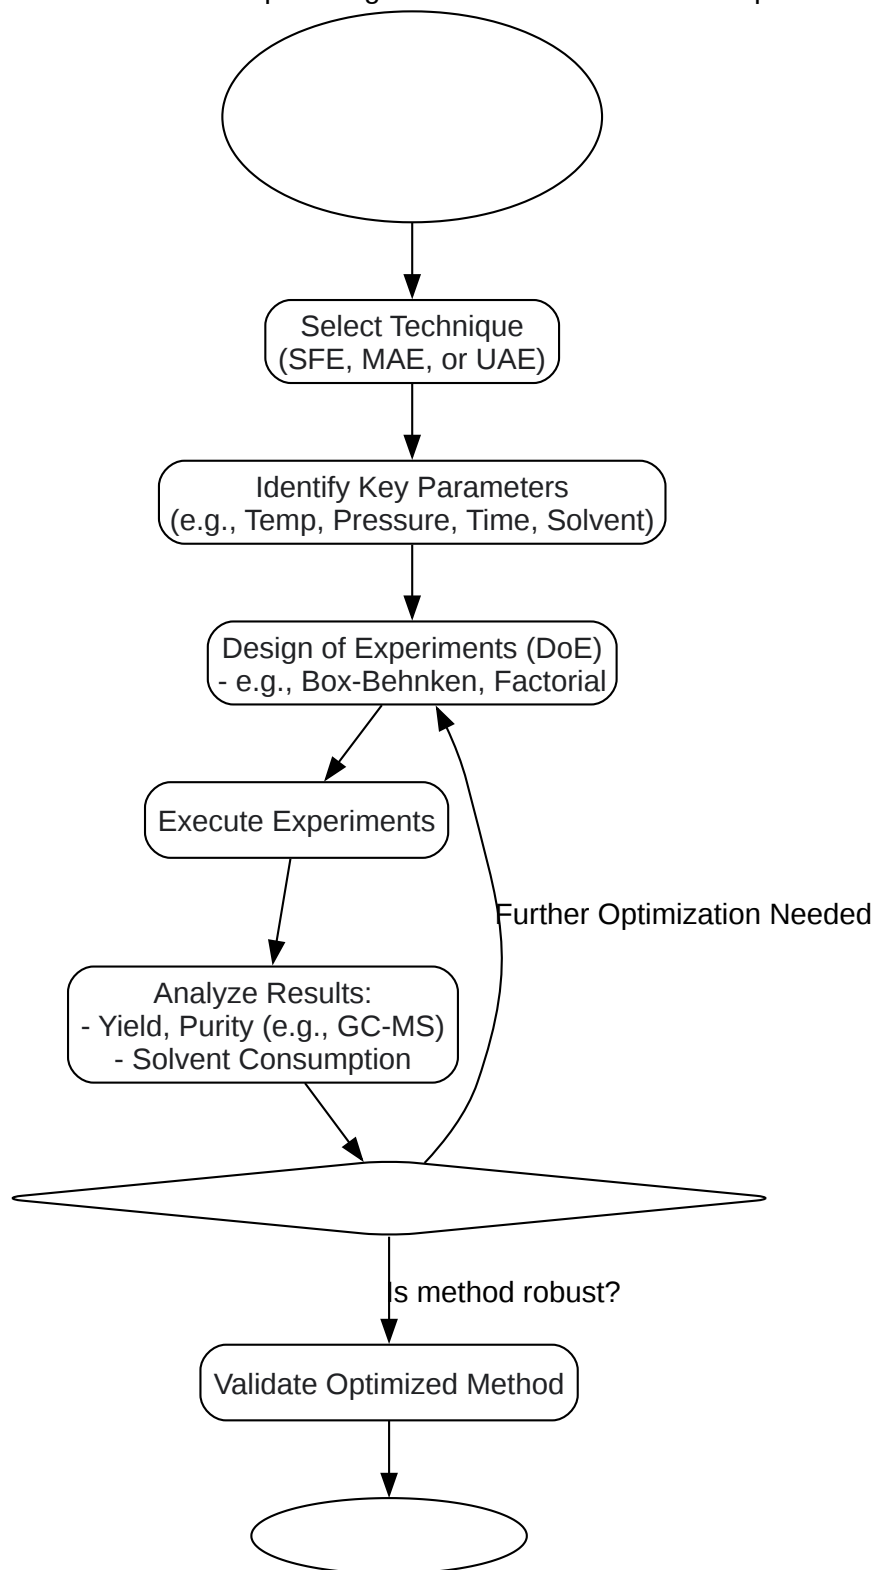 Select Technique
(SFE, MAE, or UAE)
Identify Key Parameters
(e.g., Temp, Pressure, Time, Solvent)
Design of Experiments (DoE)
- e.g., Box-Behnken, Factorial
Execute Experiments
Further Optimization Needed
Analyze Results:
- Yield, Purity (e.g., GC-MS)
- Solvent Consumption
Is method robust?
Validate Optimized Method